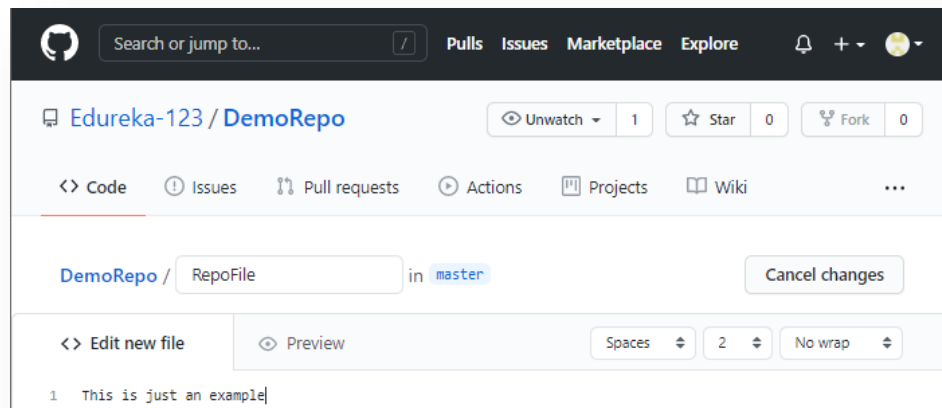 Search or jump to... / Pulls Issues Marketplace Explore
Edureka-123 / DemoRepo Unwatch 1 Star 0 Fork 0
<> Code Issues Pull requests Actions Projects Wiki ...
DemoRepo / RepoFile in master Cancel changes
<> Edit new file Preview Spaces 2 No wrap
1 This is just an example